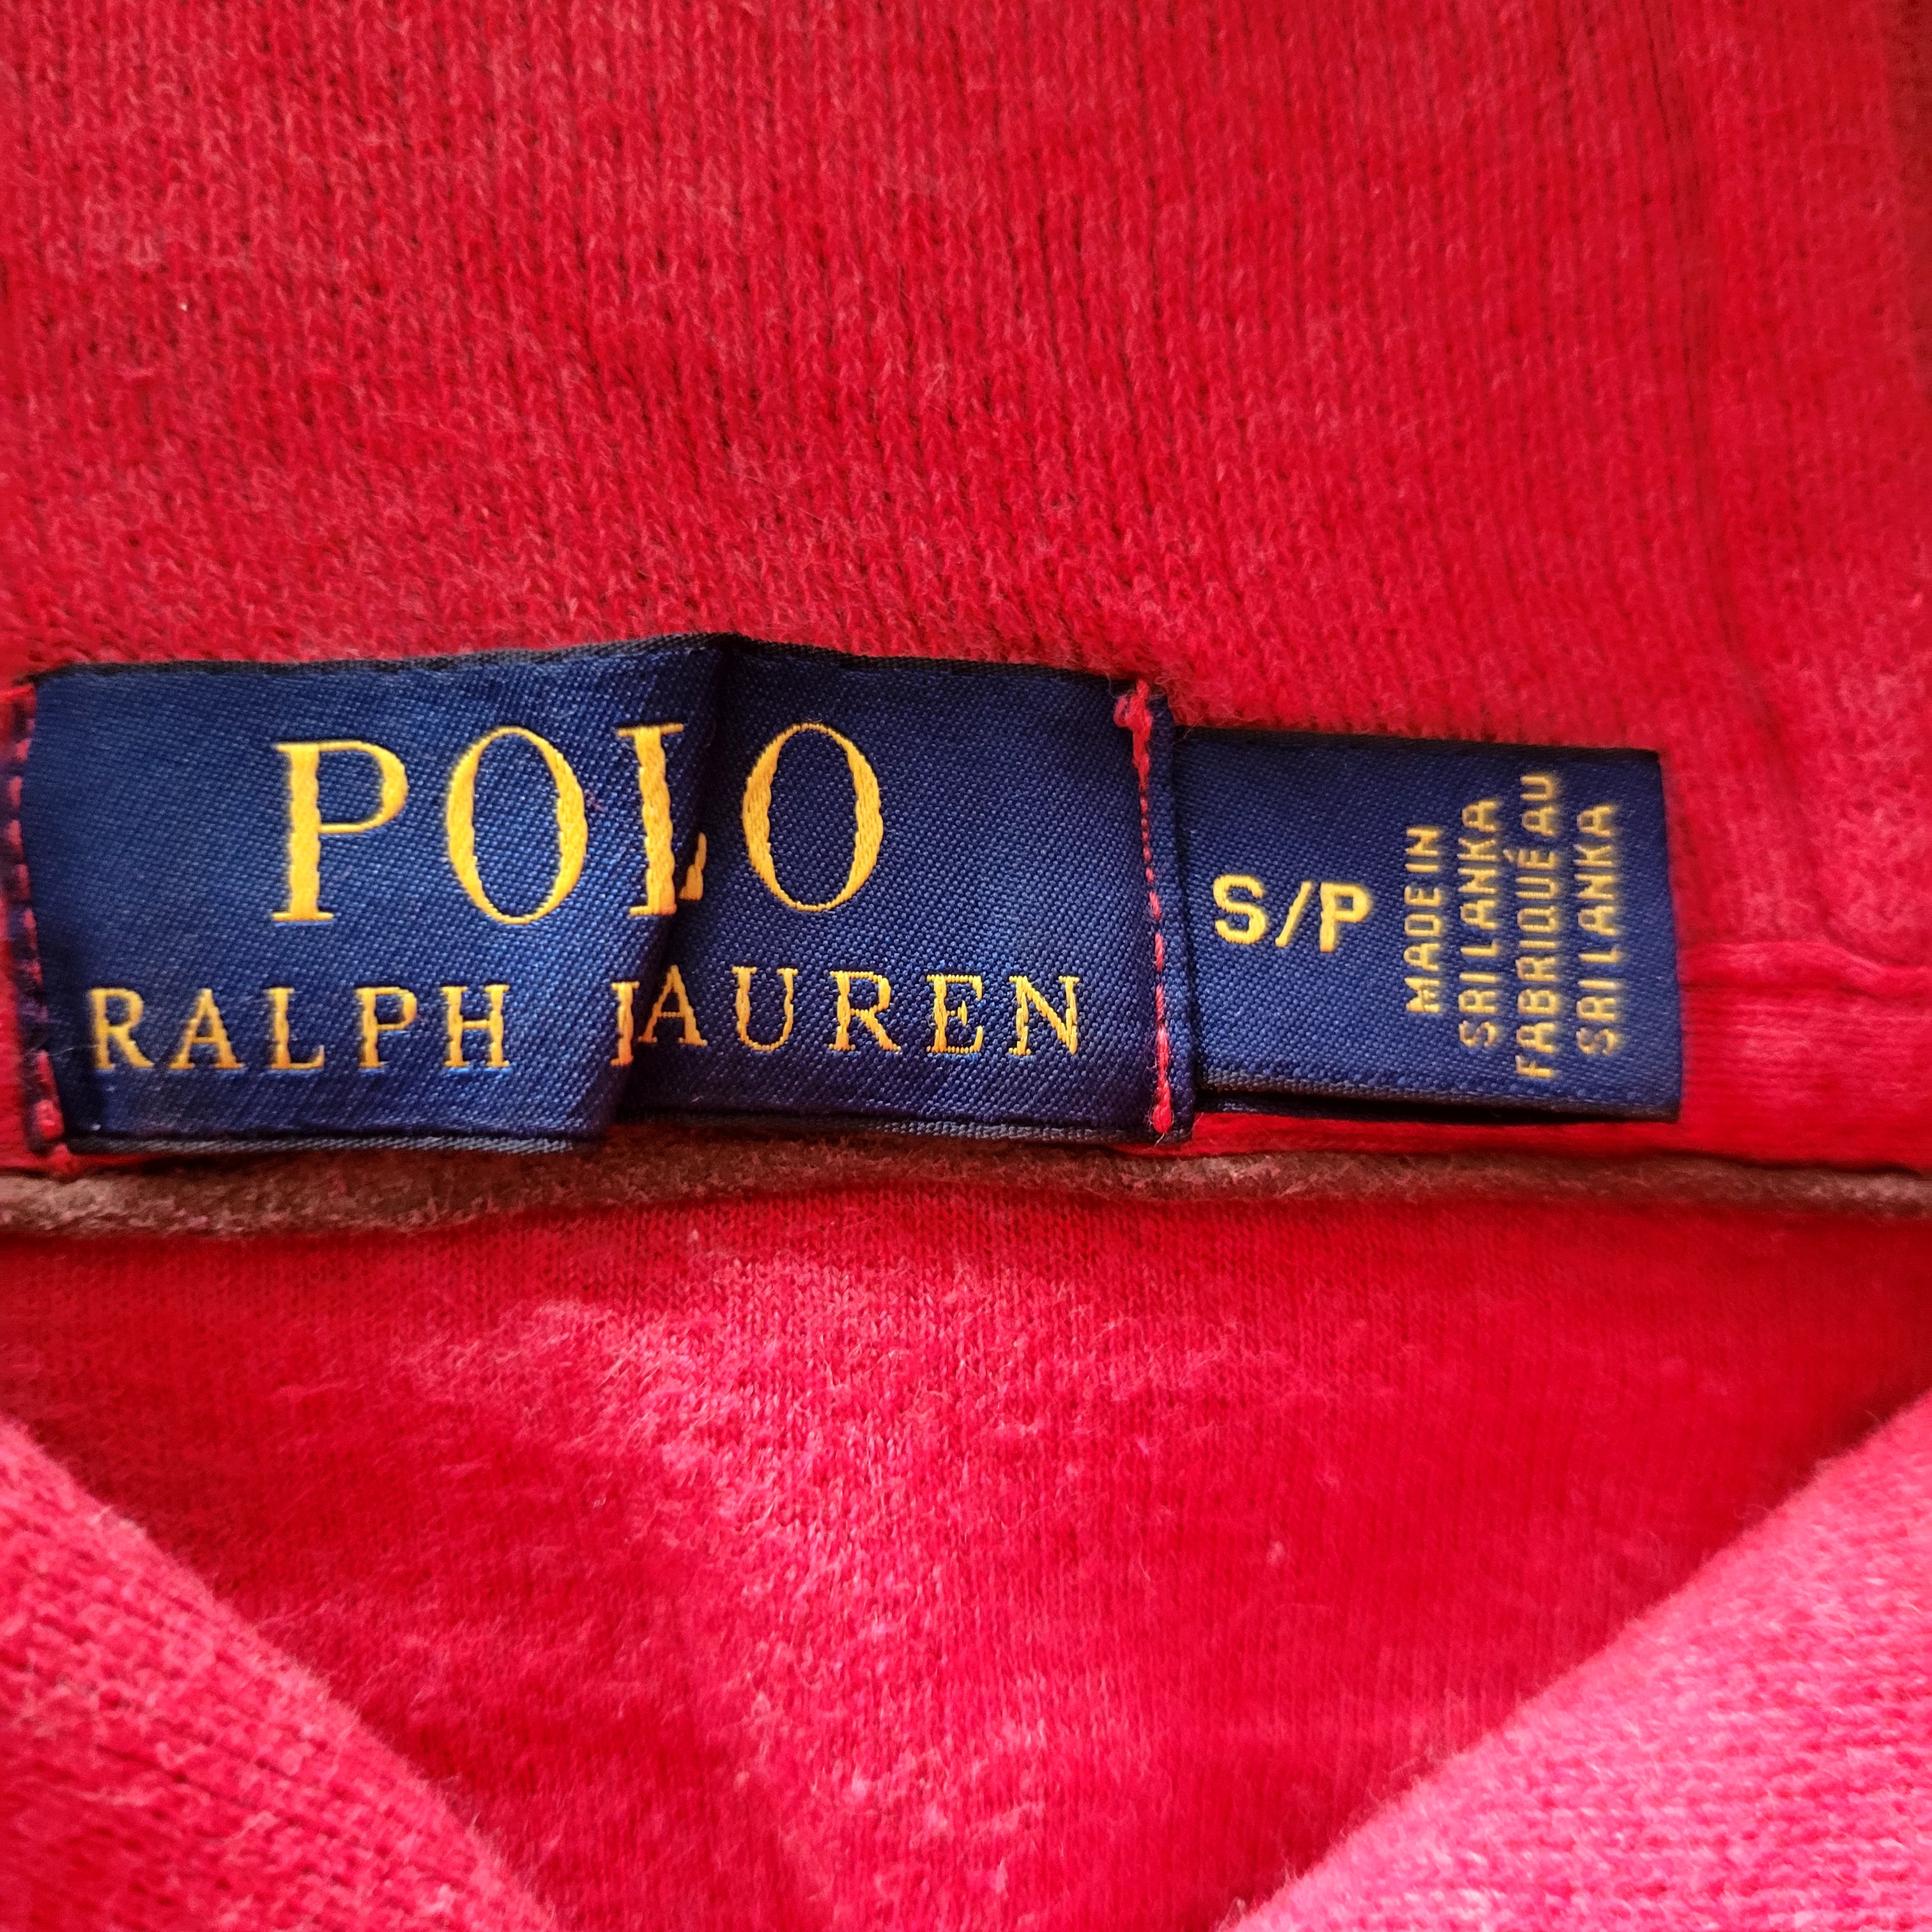 POLO
RALPH LAUREN
S/P
MADE IN
SRI LANKA
FABRIQUÉ AU
SRI LANKA